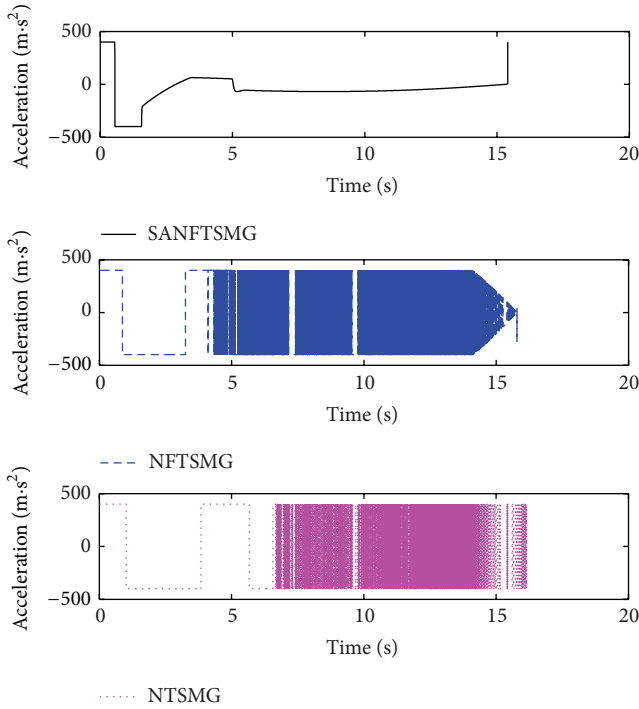 500
0
−500
Acceleration (m·s²)
0 5 10 15 20
Time (s)
SANFTSMG
500
0
−500
Acceleration (m·s²)
0 5 10 15 20
Time (s)
NFTSMG
500
0
−500
Acceleration (m·s²)
0 5 10 15 20
Time (s)
NTSMG